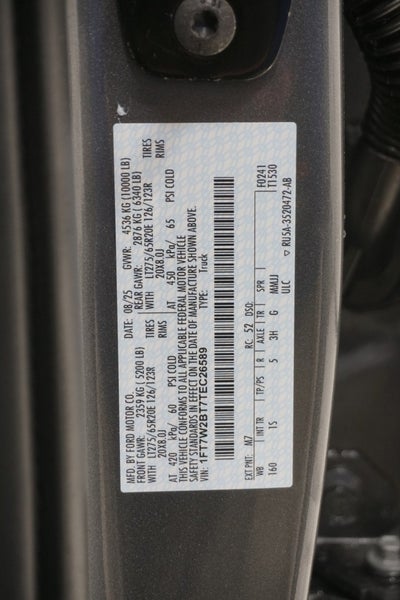 MFD. BY FORD MOTOR CO.
DATE: 08/25 GVWR: 4536 KG (10000 LB)
FRONT GAWR: 2359 KG ( 5200 LB) REAR GAWR: 2876 KG ( 6340 LB)
WITH LT275/65R20E 126/123R TIRES WITH LT275/65R20E 126/123R TIRES
20X8.0J RIMS 20X8.0J RIMS
AT 420 kPa/ 60 PSI COLD AT 450 kPa/ 65 PSI COLD
THIS VEHICLE CONFORMS TO ALL APPLICABLE FEDERAL MOTOR VEHICLE
SAFETY STANDARDS IN EFFECT ON THE DATE OF MANUFACTURE SHOWN ABOVE.
VIN: 1FT7W2BT7TEC26589 TYPE: Truck
EXT PNT: M7 RC: 52 DSO: F0241
WB INT TR TP/PS R AXLE TR SPR T1530
160 1S 5 3H G MMJJ
ULC ▽ RU5A-3520472-AB